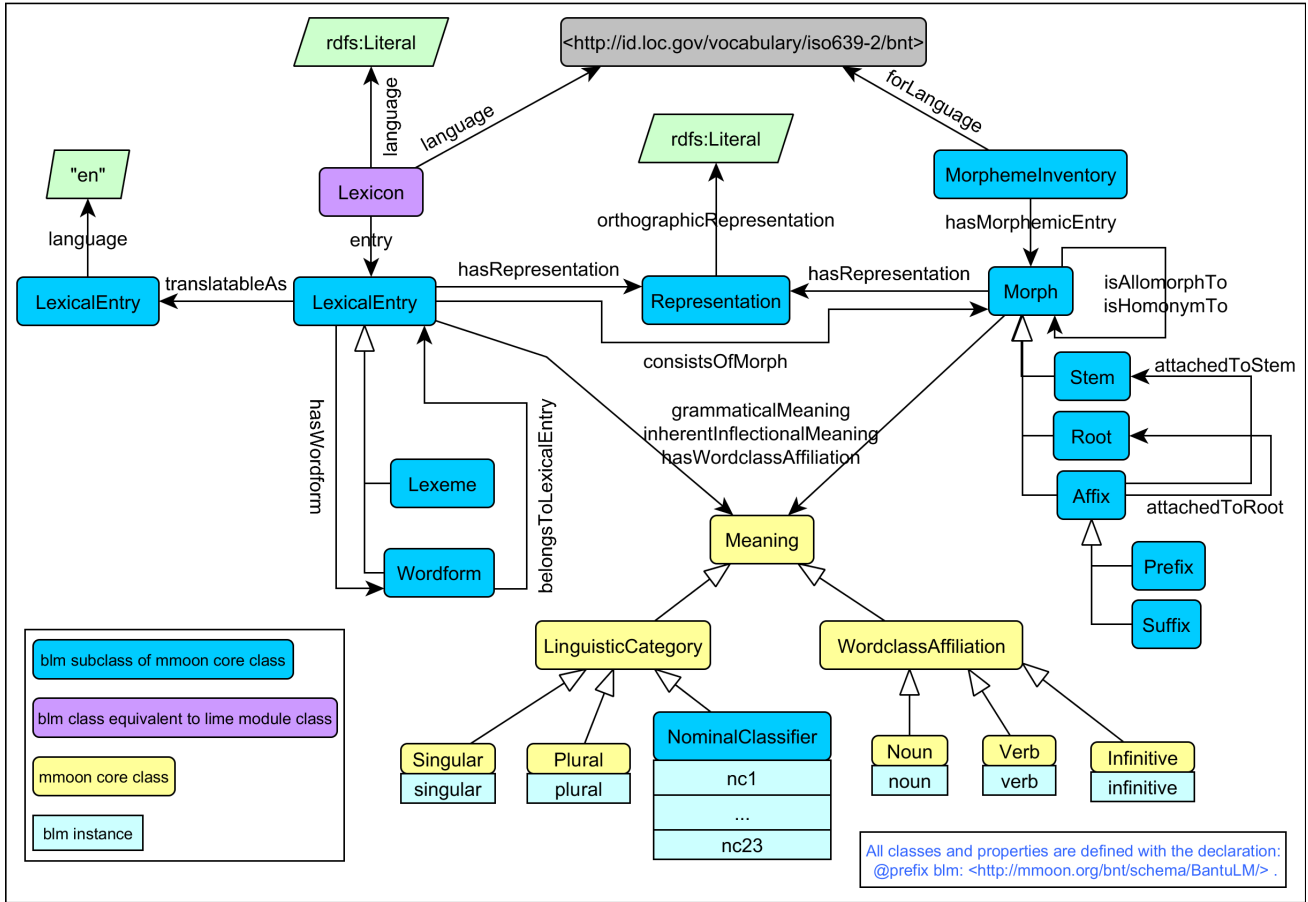 rdfs:Literal
<http://id.loc.gov/vocabulary/iso639-2/bnt>
language
language
forLanguage
rdfs:Literal
"en"
Lexicon
MorphemeInventory
language
entry
orthographicRepresentation
hasMorphemicEntry
LexicalEntry
translatableAs
LexicalEntry
hasRepresentation
Representation
hasRepresentation
Morph
isAllomorphTo
isHomonymTo
consistsOfMorph
Stem
attachedToStem
hasWordform
belongsToLexicalEntry
grammaticalMeaning
inherentInflectionalMeaning
hasWordclassAffiliation
Root
Lexeme
Affix
attachedToRoot
Meaning
Wordform
Prefix
Suffix
LinguisticCategory
WordclassAffiliation
blm subclass of mmoon core class
blm class equivalent to lime module class
mmoon core class
blm instance
Singular
singular
Plural
plural
NominalClassifier
nc1
...
nc23
Noun
noun
Verb
verb
Infinitive
infinitive
All classes and properties are defined with the declaration:
@prefix blm: <http://mmoon.org/bnt/schema/BantuLM/> .